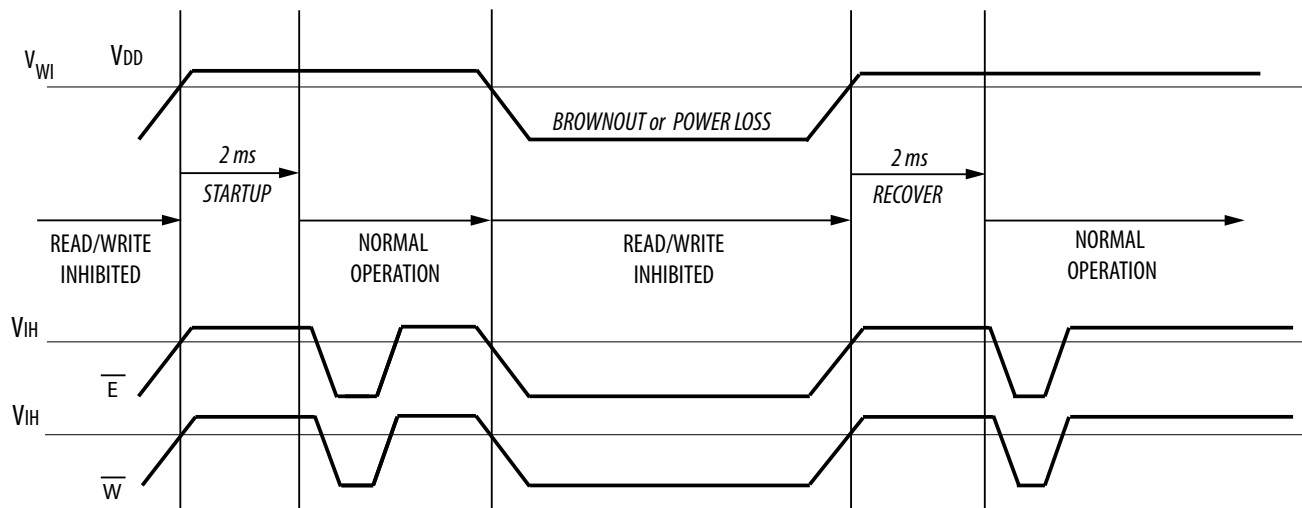 VWI VDD
BROWNOUT or POWER LOSS
2 ms
STARTUP
2 ms
RECOVER
READ/WRITE
INHIBITED
NORMAL
OPERATION
READ/WRITE
INHIBITED
NORMAL
OPERATION
VIH
E̅
VIH
W̅